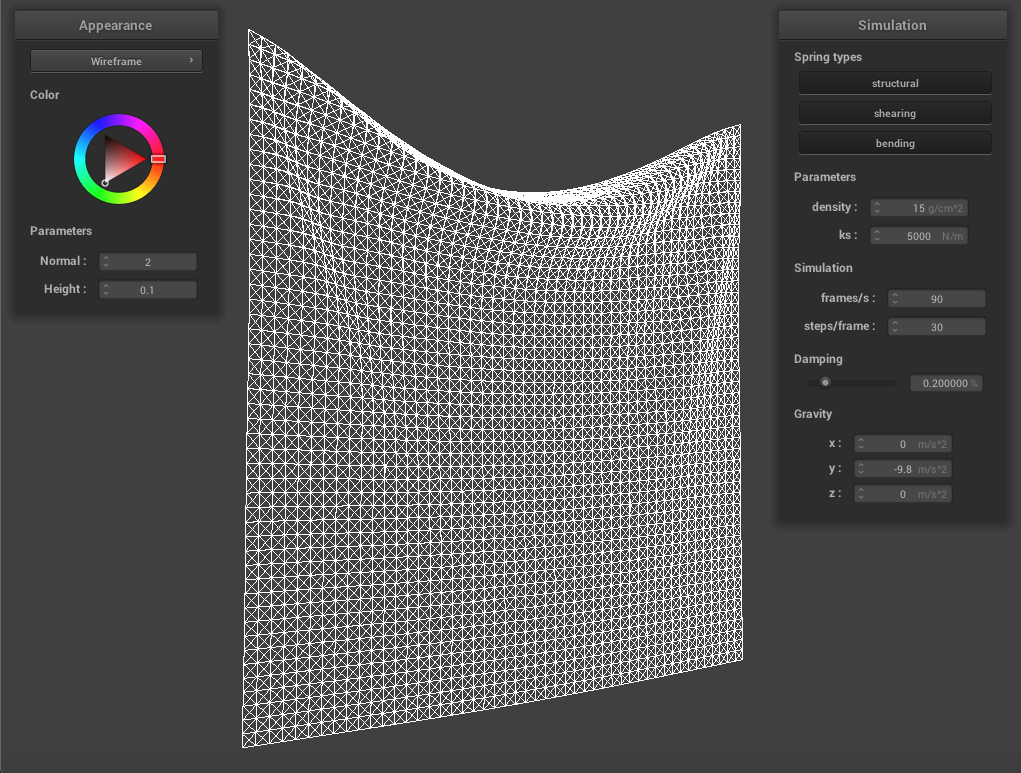 Appearance
Wireframe
Color
Parameters
Normal : 2
Height : 0.1
Simulation
Spring types
structural
shearing
bending
Parameters
density : 15 g/cm^2
ks : 5000 N/m
Simulation
frames/s : 90
steps/frame : 30
Damping
0.200000 %
Gravity
x : 0 m/s^2
y : -9.8 m/s^2
z : 0 m/s^2